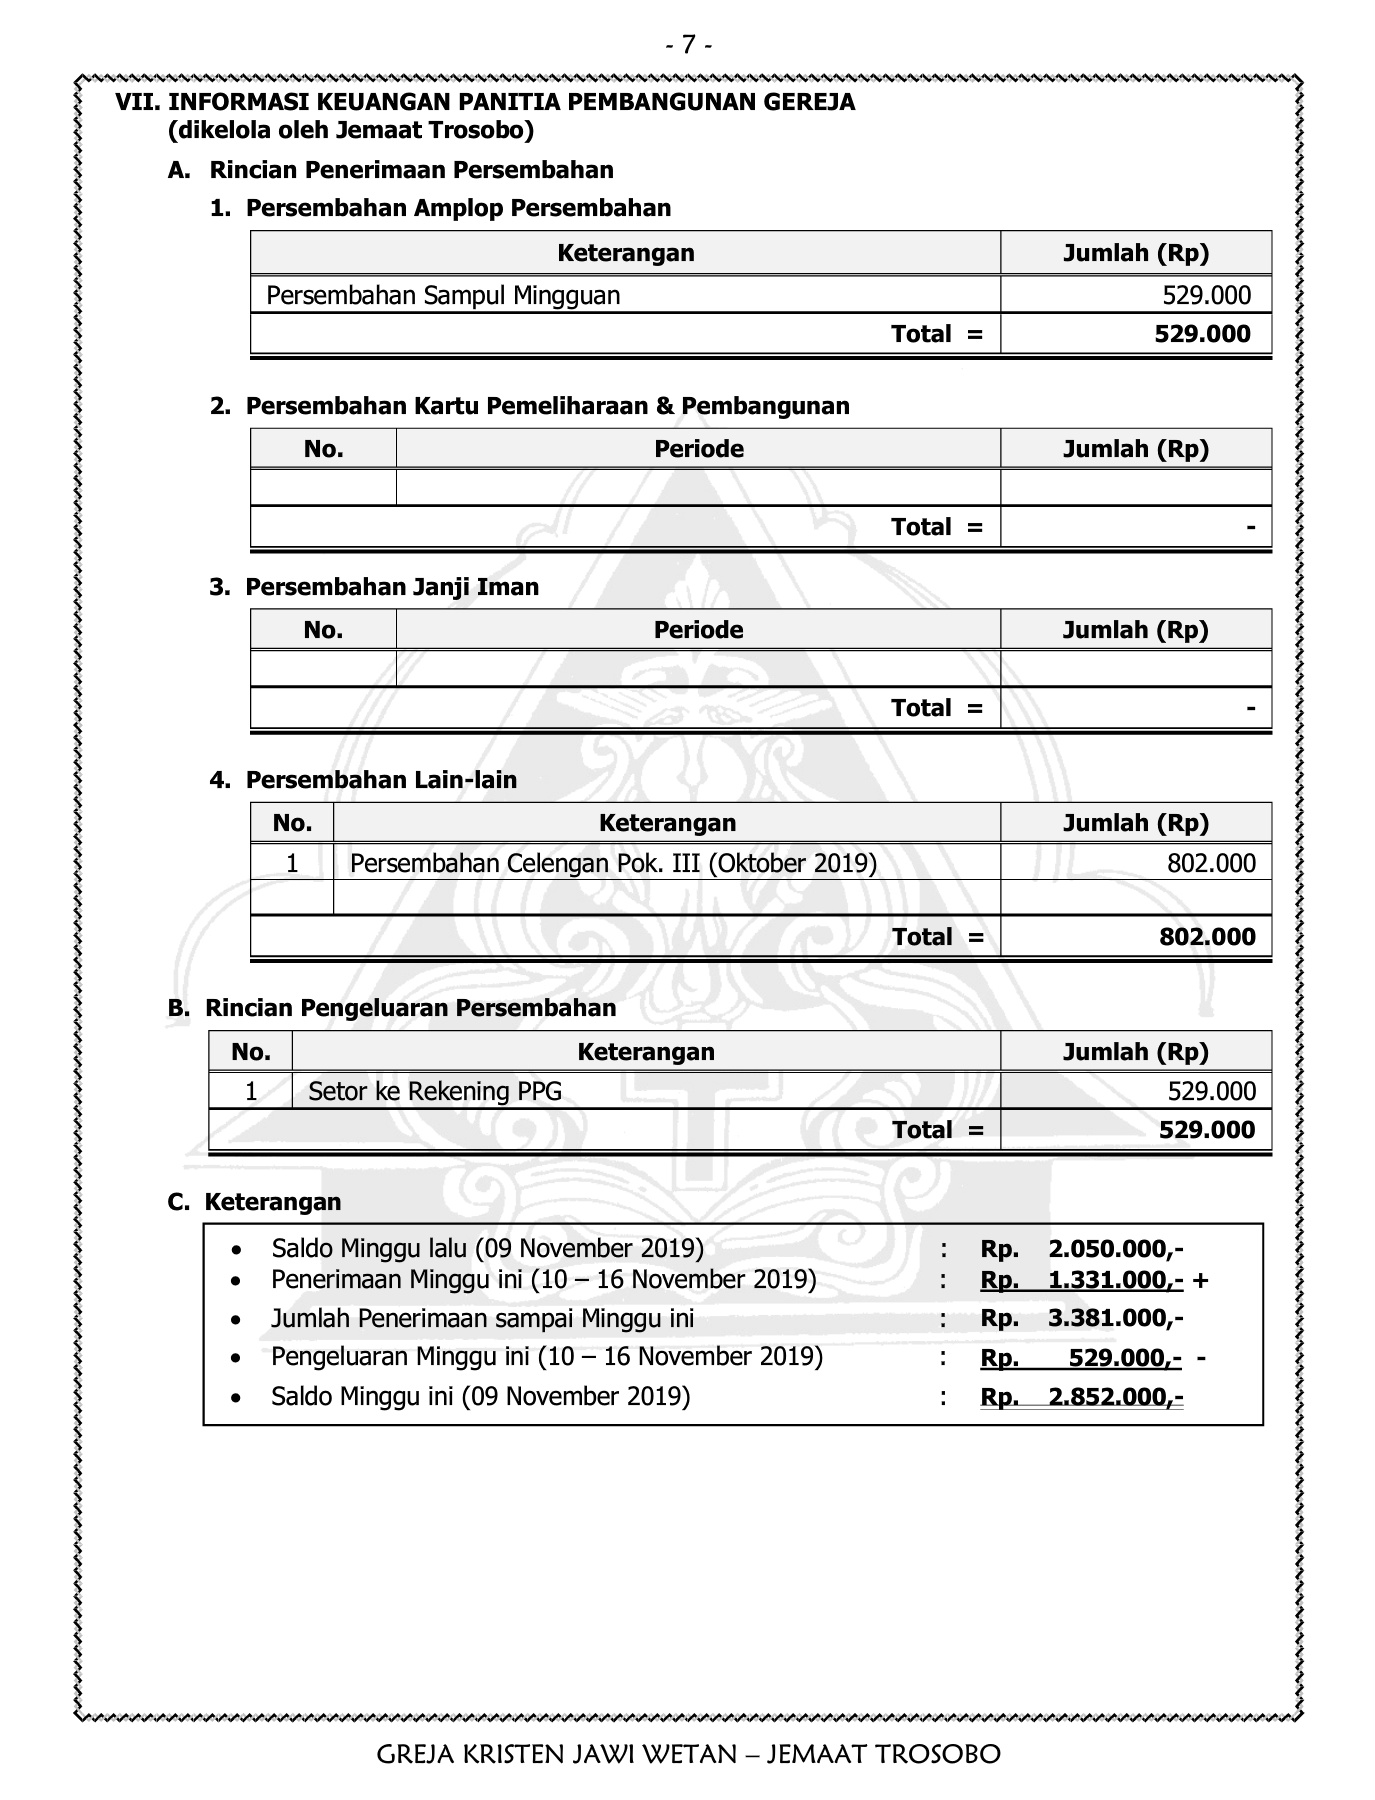 - 7 -
VII. INFORMASI KEUANGAN PANITIA PEMBANGUNAN GEREJA
(dikelola oleh Jemaat Trosobo)
A. Rincian Penerimaan Persembahan
1. Persembahan Amplop Persembahan
Keterangan Jumlah (Rp)
Persembahan Sampul Mingguan 529.000
Total = 529.000
2. Persembahan Kartu Pemeliharaan & Pembangunan
No. Periode Jumlah (Rp)
Total = -
3. Persembahan Janji Iman
No. Periode Jumlah (Rp)
Total = -
4. Persembahan Lain-lain
No. Keterangan Jumlah (Rp)
1 Persembahan Celengan Pok. III (Oktober 2019) 802.000
Total = 802.000
B. Rincian Pengeluaran Persembahan
No. Keterangan Jumlah (Rp)
1 Setor ke Rekening PPG 529.000
Total = 529.000
C. Keterangan
• Saldo Minggu lalu (09 November 2019) : Rp. 2.050.000,-
• Penerimaan Minggu ini (10 – 16 November 2019) : Rp. 1.331.000,- +
• Jumlah Penerimaan sampai Minggu ini : Rp. 3.381.000,-
• Pengeluaran Minggu ini (10 – 16 November 2019) : Rp. 529.000,- -
• Saldo Minggu ini (09 November 2019) : Rp. 2.852.000,-
GREJA KRISTEN JAWI WETAN – JEMAAT TROSOBO